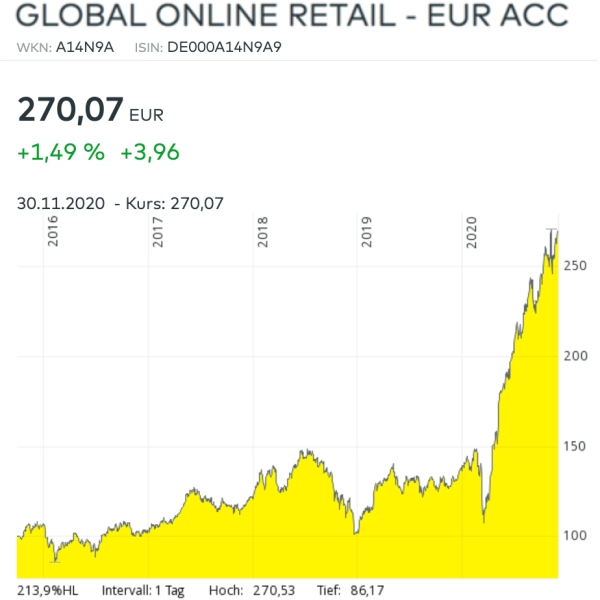 GLOBAL ONLINE RETAIL - EUR ACC
WKN: A14N9A ISIN: DE000A14N9A9
270,07 EUR
+1,49 % +3,96
30.11.2020 - Kurs: 270,07
2016 2017 2018 2019 2020
250
200
150
100
213,9%HL Intervall: 1 Tag Hoch: 270,53 Tief: 86,17